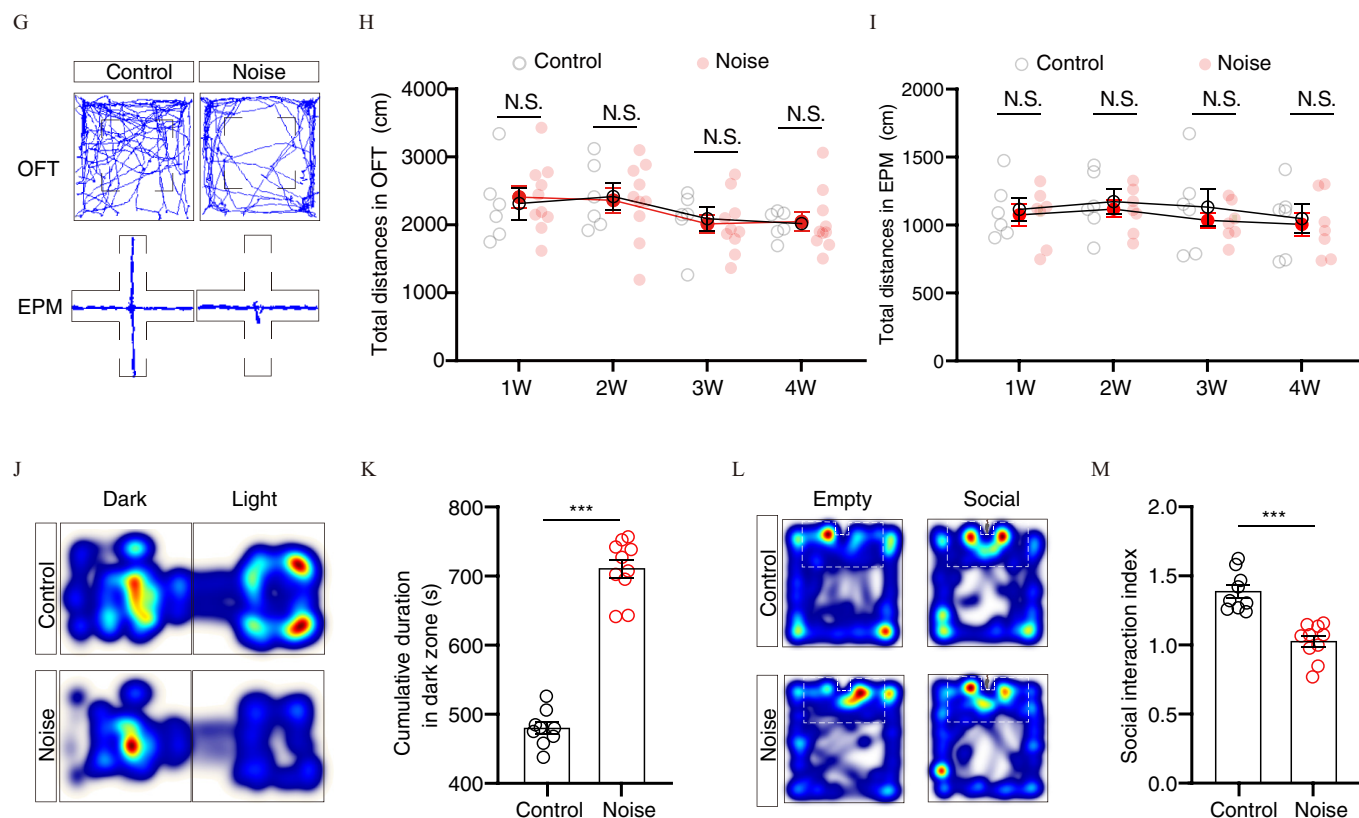 G
Control Noise
OFT
EPM
H
Control Noise
Total distances in OFT (cm)
4000
3000
2000
1000
0
N.S. N.S. N.S. N.S.
1W 2W 3W 4W
I
Control Noise
Total distances in EPM (cm)
2000
1500
1000
500
0
N.S. N.S. N.S. N.S.
1W 2W 3W 4W
J
Dark Light
Control
Noise
K
Cumulative duration
in dark zone (s)
800
700
600
500
400
***
Control Noise
L
Empty Social
Control
Noise
M
Social interaction index
2.0
1.5
1.0
0.5
0.0
***
Control Noise